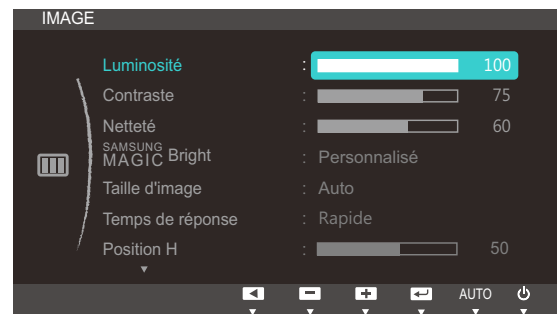 IMAGE
Luminosité : 100
Contraste : 75
Netteté : 60
SAMSUNG MAGIC Bright : Personnalisé
Taille d'image : Auto
Temps de réponse : Rapide
Position H : 50
AUTO